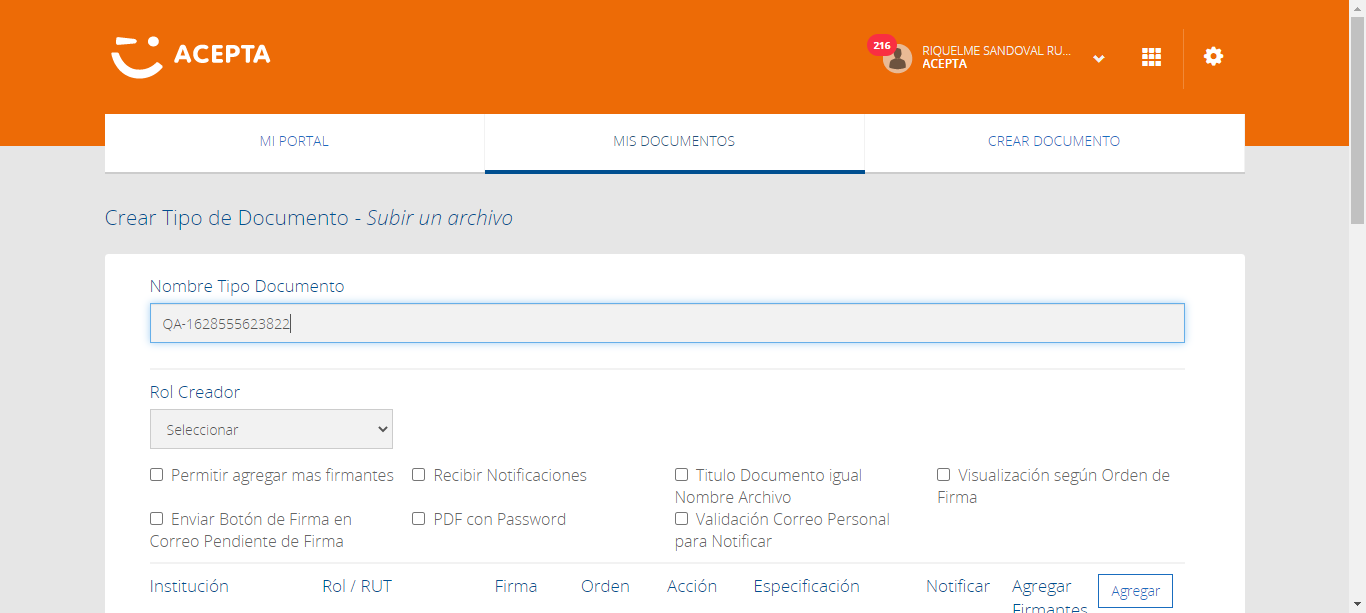 ACEPTA
216
RIQUELME SANDOVAL RU...
ACEPTA
MI PORTAL
MIS DOCUMENTOS
CREAR DOCUMENTO
Crear Tipo de Documento - Subir un archivo
Nombre Tipo Documento
QA-1628555623822
Rol Creador
Seleccionar
Permitir agregar mas firmantes
Recibir Notificaciones
Titulo Documento igual
Nombre Archivo
Visualización según Orden de
Firma
Enviar Botón de Firma en
Correo Pendiente de Firma
PDF con Password
Validación Correo Personal
para Notificar
Institución
Rol / RUT
Firma
Orden
Acción
Especificación
Notificar
Agregar
Firmantes
Agregar